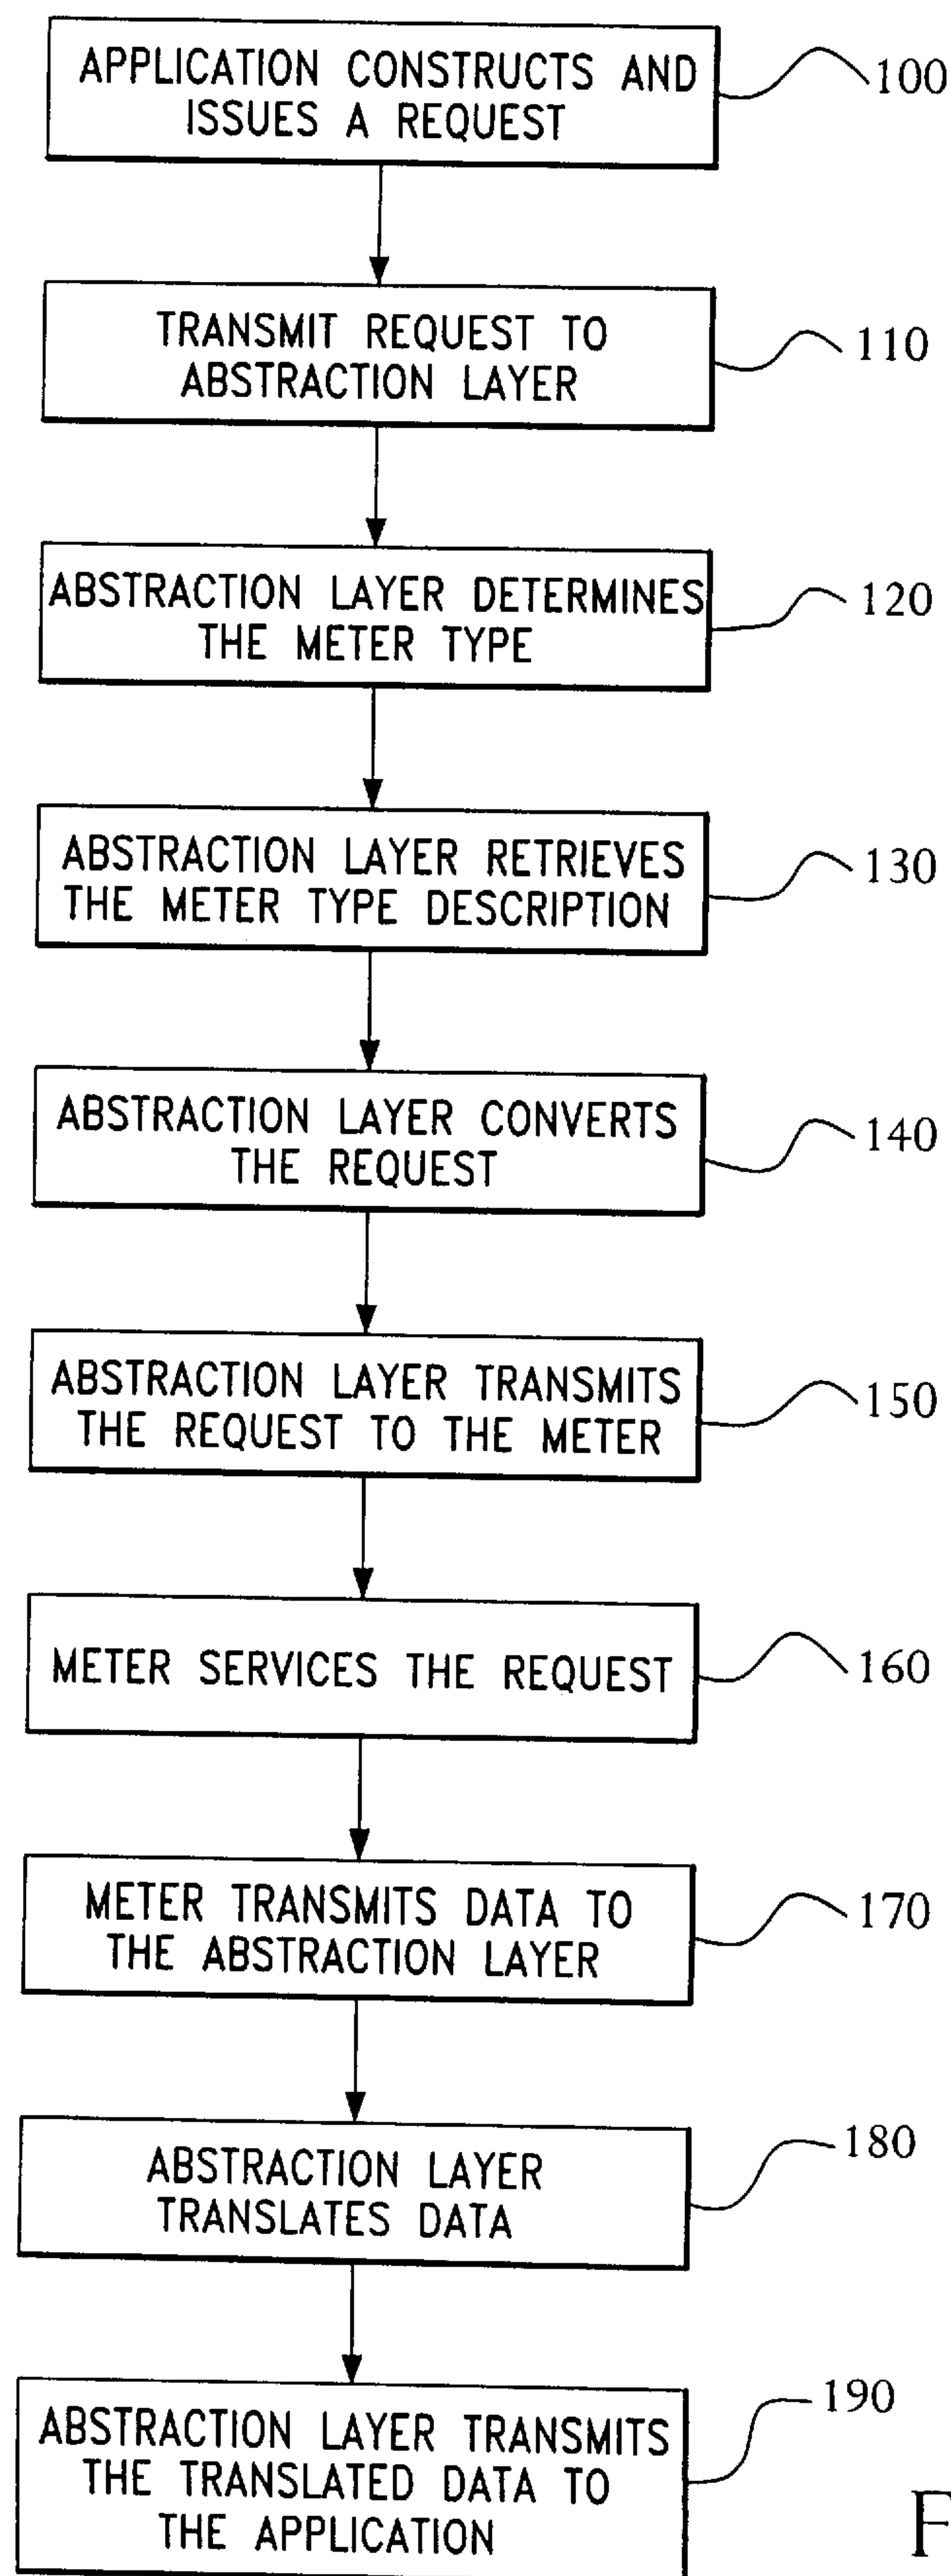 APPLICATION CONSTRUCTS AND
ISSUES A REQUEST
100
TRANSMIT REQUEST TO
ABSTRACTION LAYER
110
ABSTRACTION LAYER DETERMINES
THE METER TYPE
120
ABSTRACTION LAYER RETRIEVES
THE METER TYPE DESCRIPTION
130
ABSTRACTION LAYER CONVERTS
THE REQUEST
140
ABSTRACTION LAYER TRANSMITS
THE REQUEST TO THE METER
150
METER SERVICES THE REQUEST
160
METER TRANSMITS DATA TO
THE ABSTRACTION LAYER
170
ABSTRACTION LAYER
TRANSLATES DATA
180
ABSTRACTION LAYER TRANSMITS
THE TRANSLATED DATA TO
THE APPLICATION
190
F